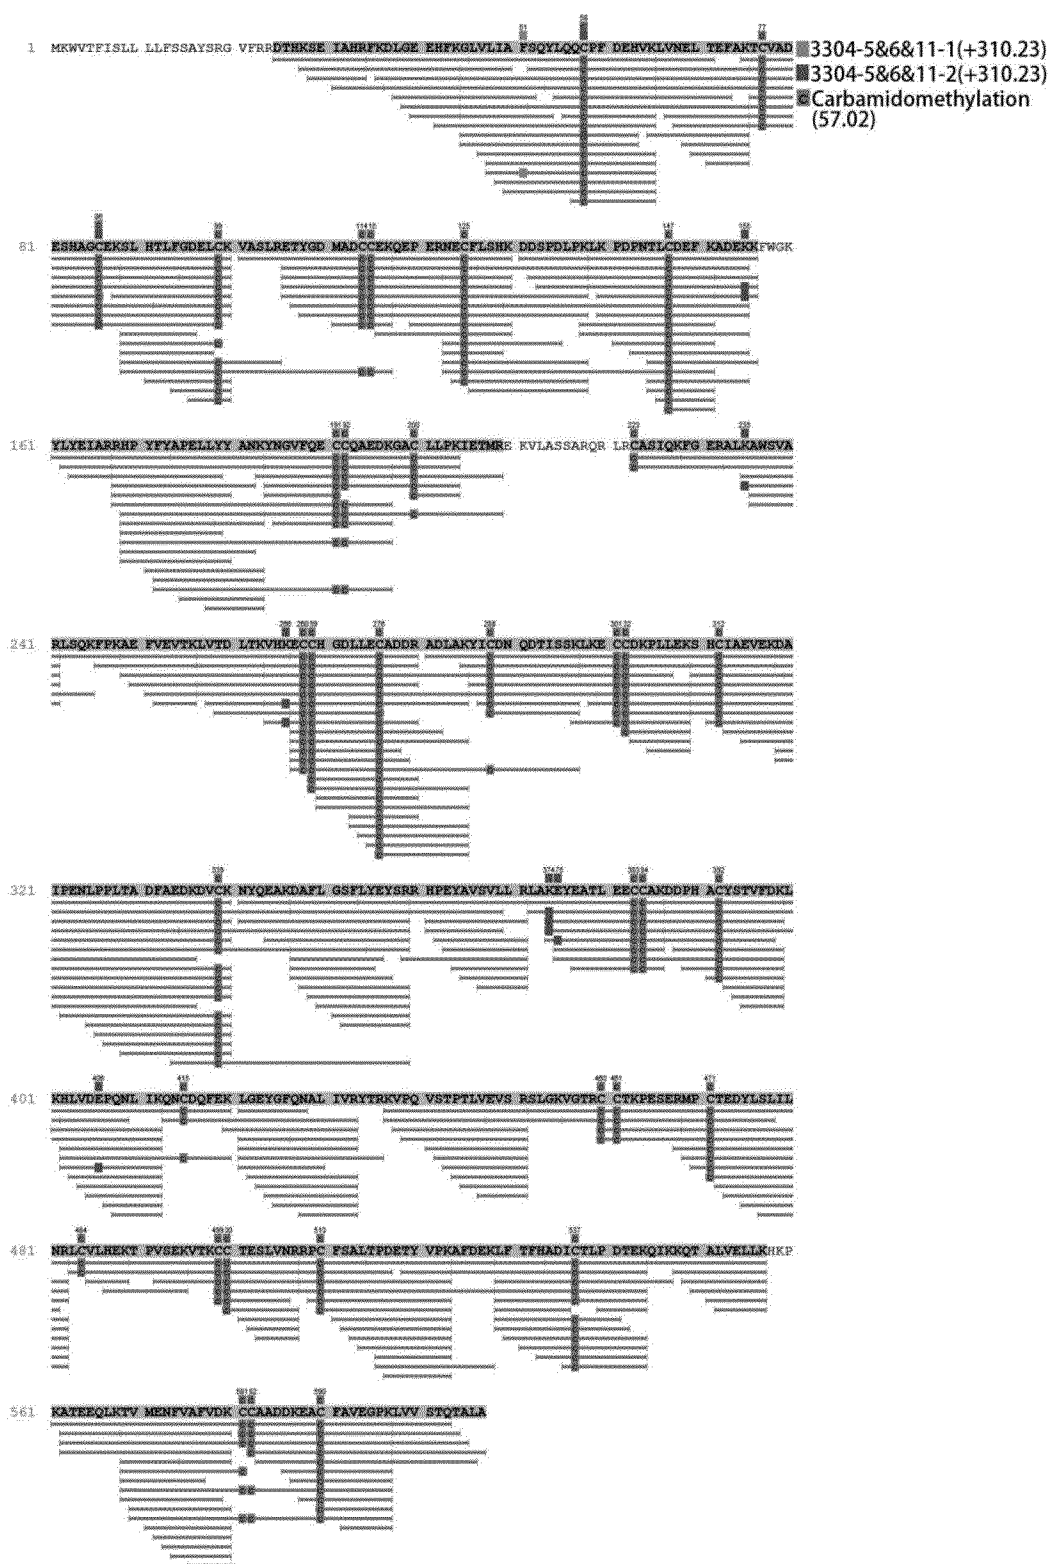 1 MKWVTFISLL LLFSSAYSRG VFRRDTHKSE IAHRFKDLGE EHFKGLVLIA FSQYLQQCPF DEHVKLVNEL TEFAKTCVAD
3304-5&6&11-1(+310.23)
3304-5&6&11-2(+310.23)
C Carbamidomethylation
(57.02)
81 ESHAGCEKSL HTLFGDELCK VASLRETYGD MADCCEKQEP ERNECFLSHK DDSPDLPKLK PDPNTLCDEF KADEKKFWGK
161 YLYEIARRHP YFYAPELLYY ANKYNGVFQE CCQAEDKGAC LLPKIETMRE KVLASSARQR LRCASIQKFG ERALKAWSVA
241 RLSQKFPKAE FVEVTKLVTD LTKVHKECCH GDLLECADDR ADLAKYICDN QDTISSKLKE CCDKPLLEKS HCIAEVEKDA
321 IPENLPPLTA DFAEDKDVCK NYQEAKDAFL GSFLYEYSRR HPEYAVSVLL RLAKEYEATL EECCAKDDPH ACYSTVFDKL
401 KHLVDEPQNL IKQNCDQFEK LGEYGFQNAL IVRYTRKVPQ VSTPTLVEVS RSLGKVGTRC CTKPESERMP CTEDYLSLIL
481 NRLCVLHEKT PVSEKVTKCC TESLVNRRPC FSALTPDETY VPKAFDEKLF TFHADICTLP DTEKQIKKQT ALVELLKHKP
561 KATEEQLKTV MENFVAFVDK CCAADDKEAC FAVEGPKLVV STQTALA